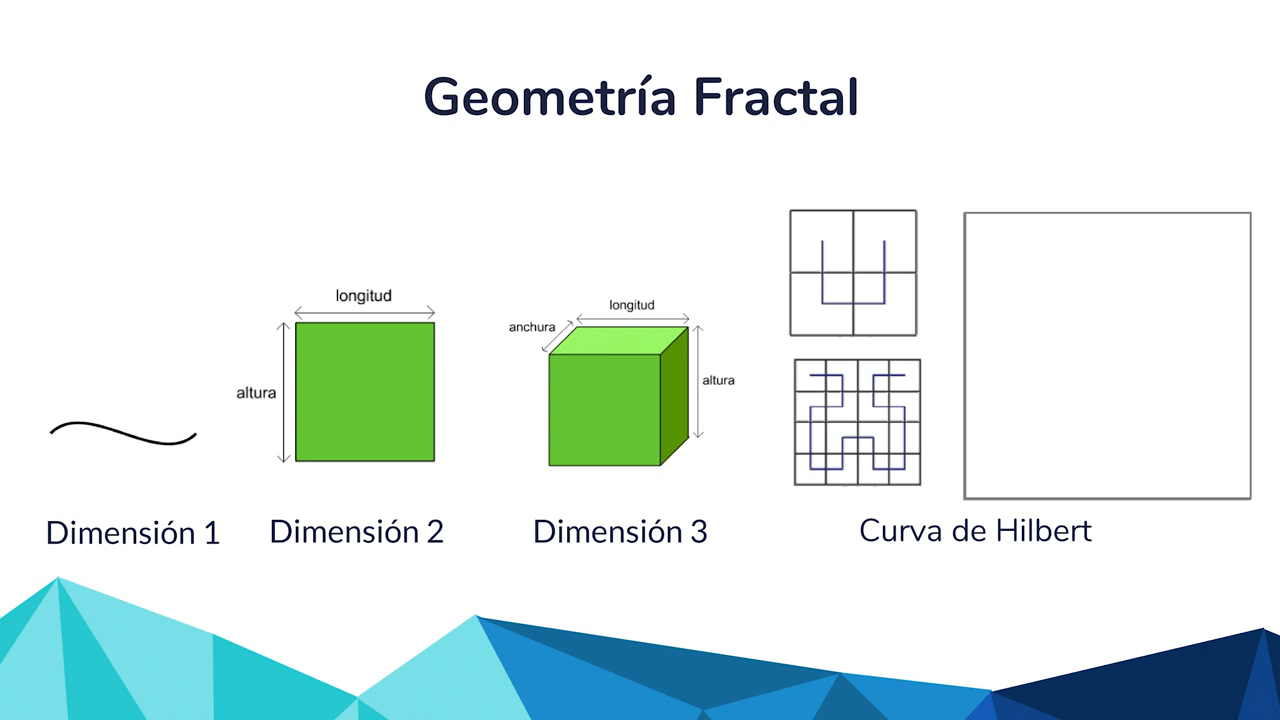 Geometría Fractal
longitud
altura
longitud
anchura
altura
Dimensión 1
Dimensión 2
Dimensión 3
Curva de Hilbert